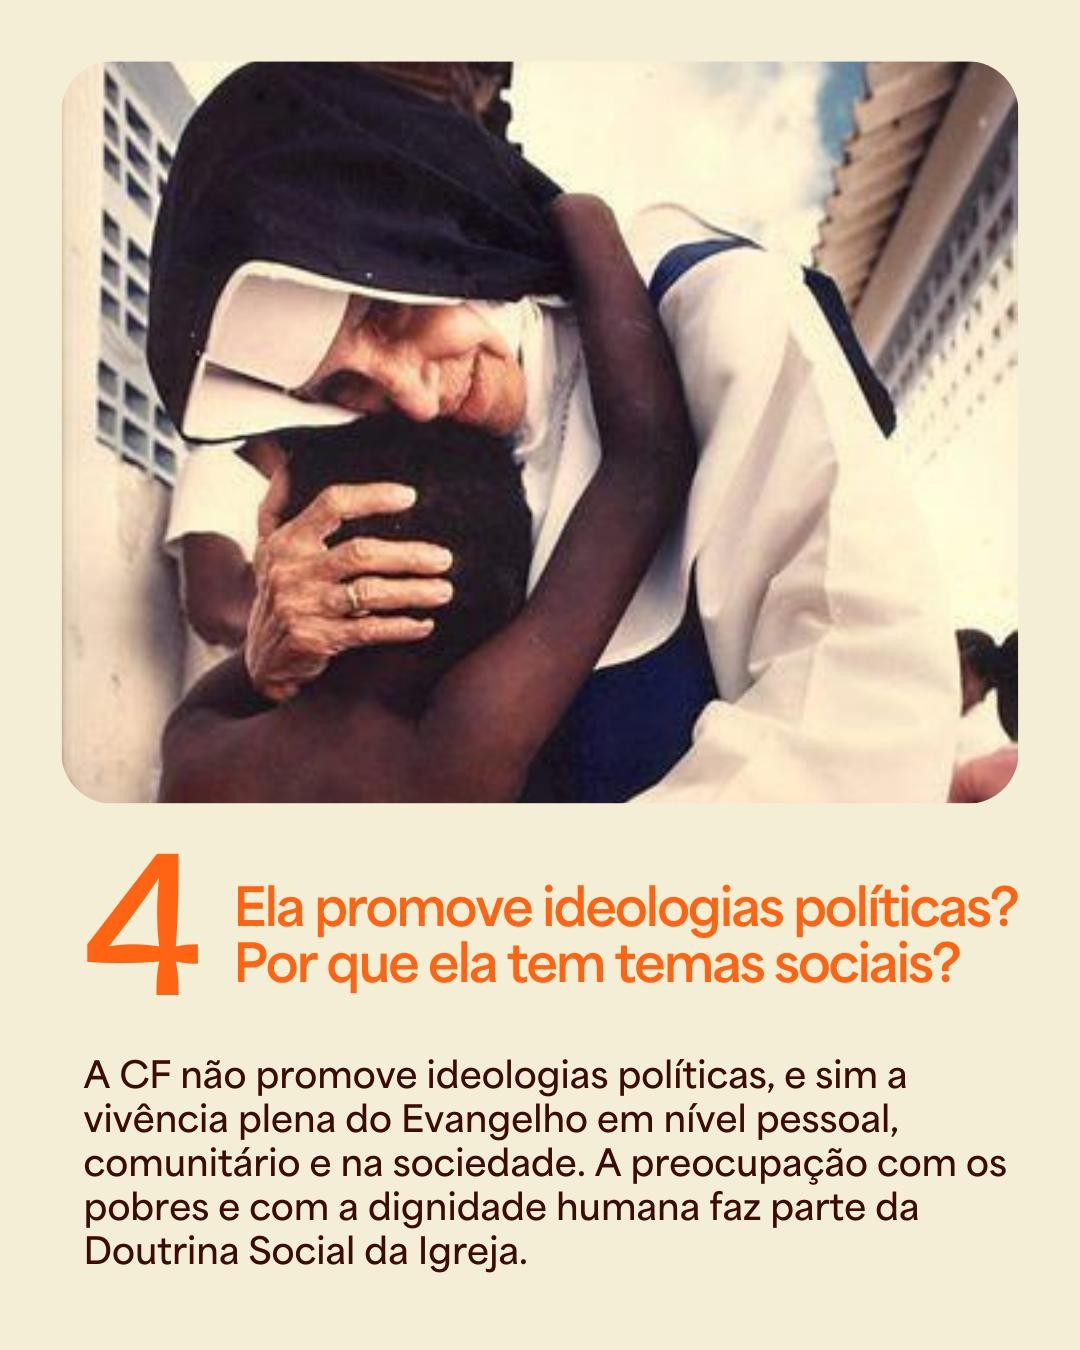 4
Ela promove ideologias políticas?
Por que ela tem temas sociais?
A CF não promove ideologias políticas, e sim a
vivência plena do Evangelho em nível pessoal,
comunitário e na sociedade. A preocupação com os
pobres e com a dignidade humana faz parte da
Doutrina Social da Igreja.